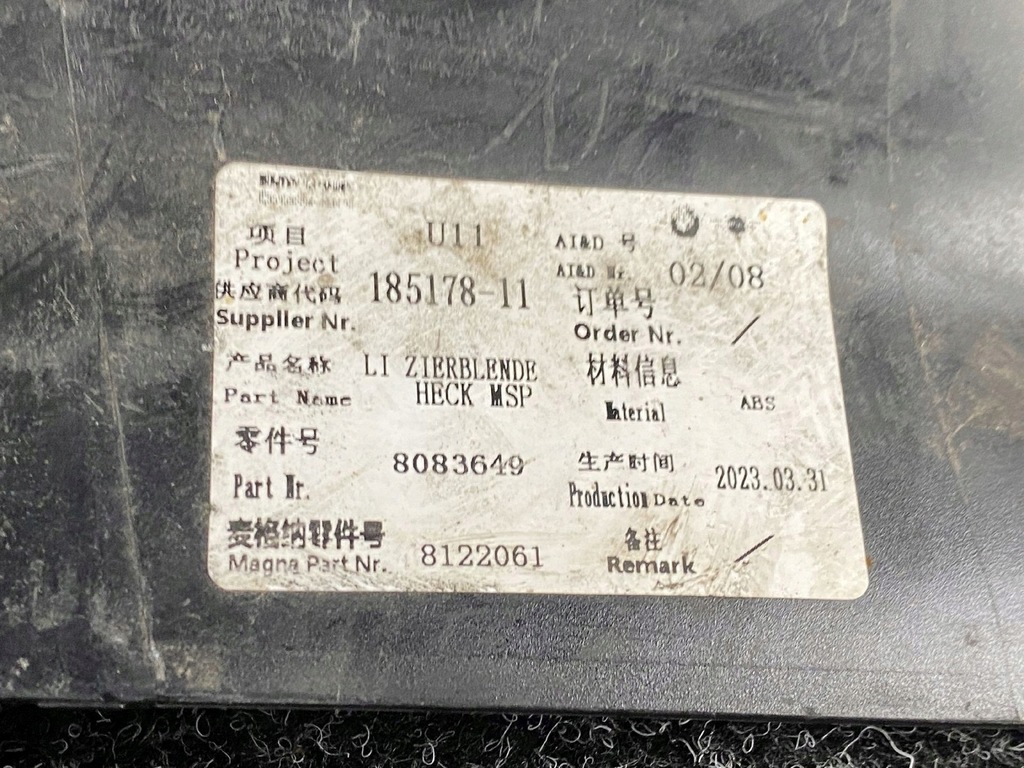 项目 U11
Project
供应商代码 185178-11
Supplier Nr.
产品名称 LI ZIERBLENDE
Part Name HECK MSP
零件号
8083649
Part Nr.
麦格纳零件号
Magna Part Nr. 8122061
AI&D 号
AI&D Nr. 02/08
订单号
Order Nr. /
材料信息
Material ABS
生产时间
Production Date 2023.03.31
备注
Remark /